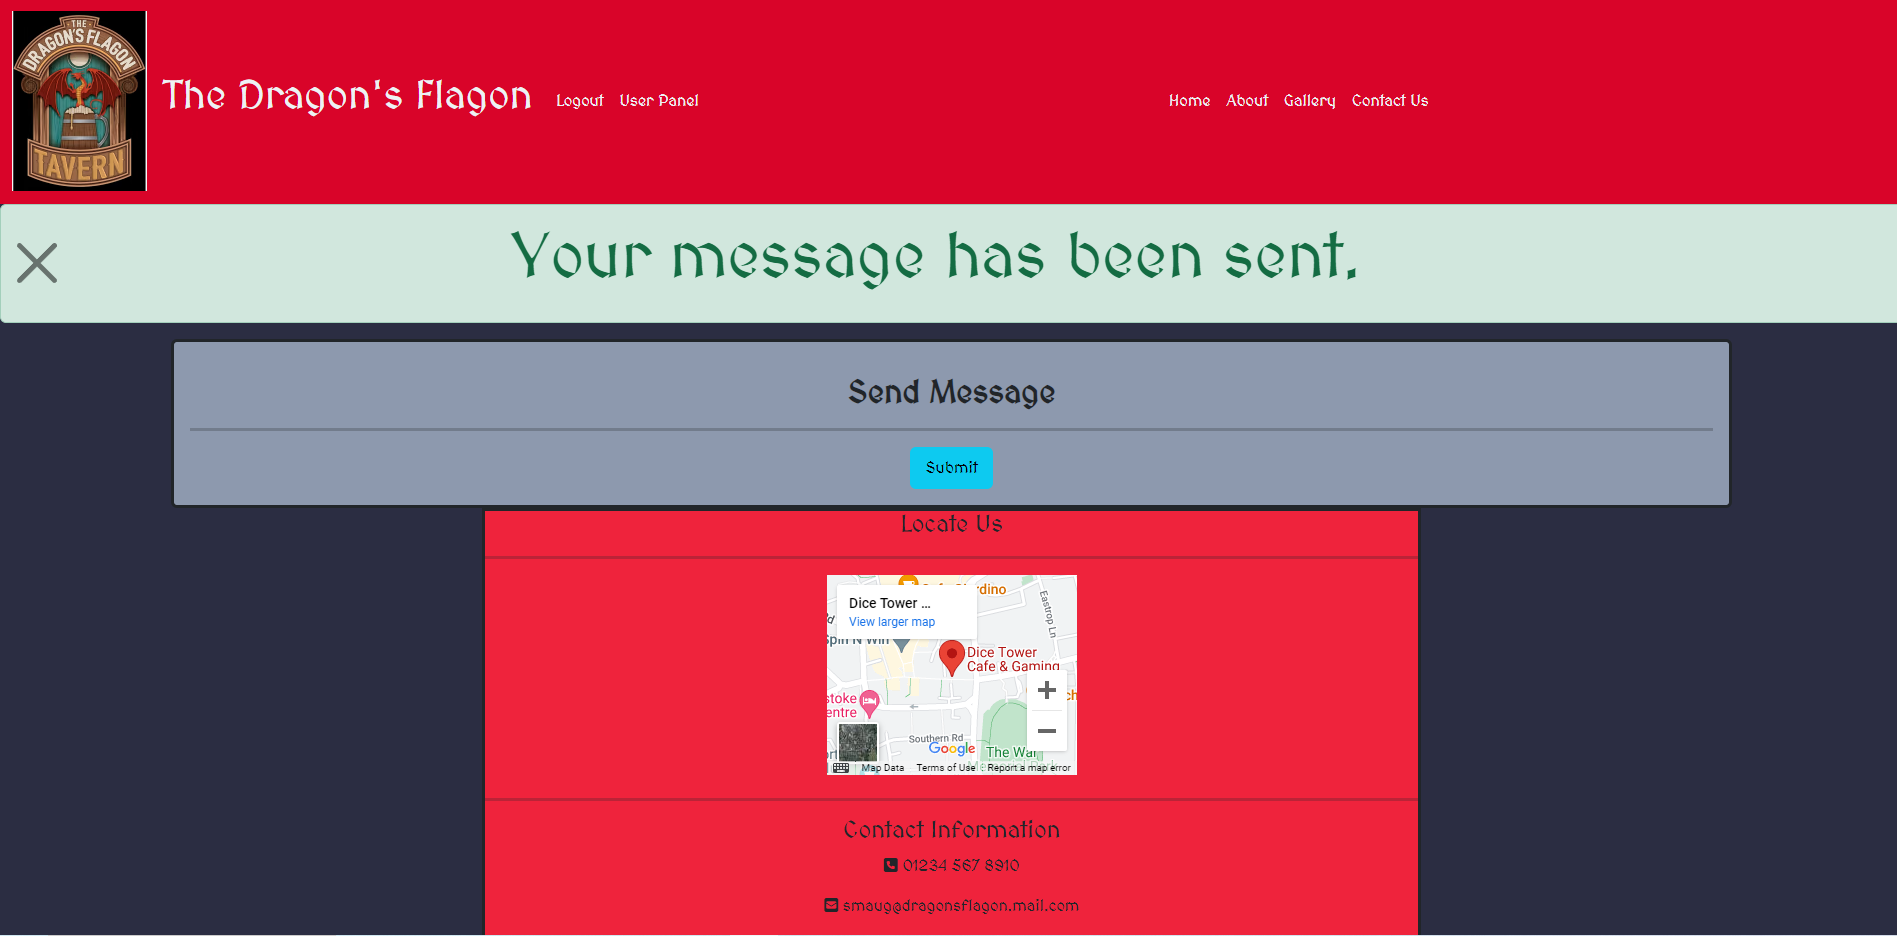 THE
DRAGON'S FLAGON
TAVERN
The Dragon's Flagon
Logout User Panel
Home About Gallery Contact Us
Your message has been sent.
Send Message
Submit
Locate Us
Dice Tower ...
View larger map
Eastrop Ln
Spin N Win
Dice Tower
Cafe & Gaming
stoke
entre
Southern Rd
Google
The War
Map Data Terms of Use Report a map error
Contact Information
01234 567 8910
smaug@dragonsflagon.mail.com